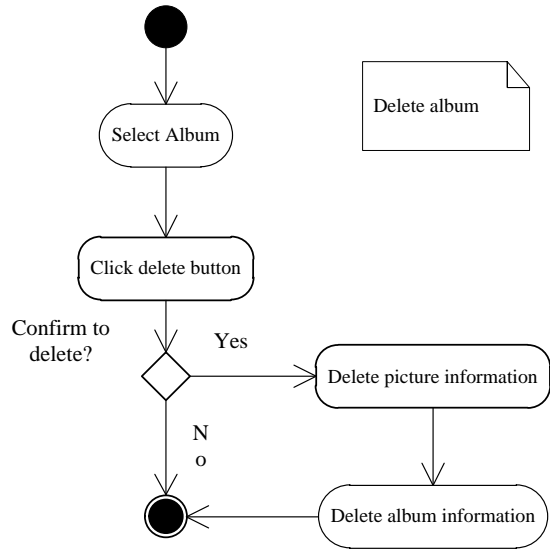 Delete album
Select Album
Click delete button
Confirm to
delete?
Yes
Delete picture information
N
o
Delete album information